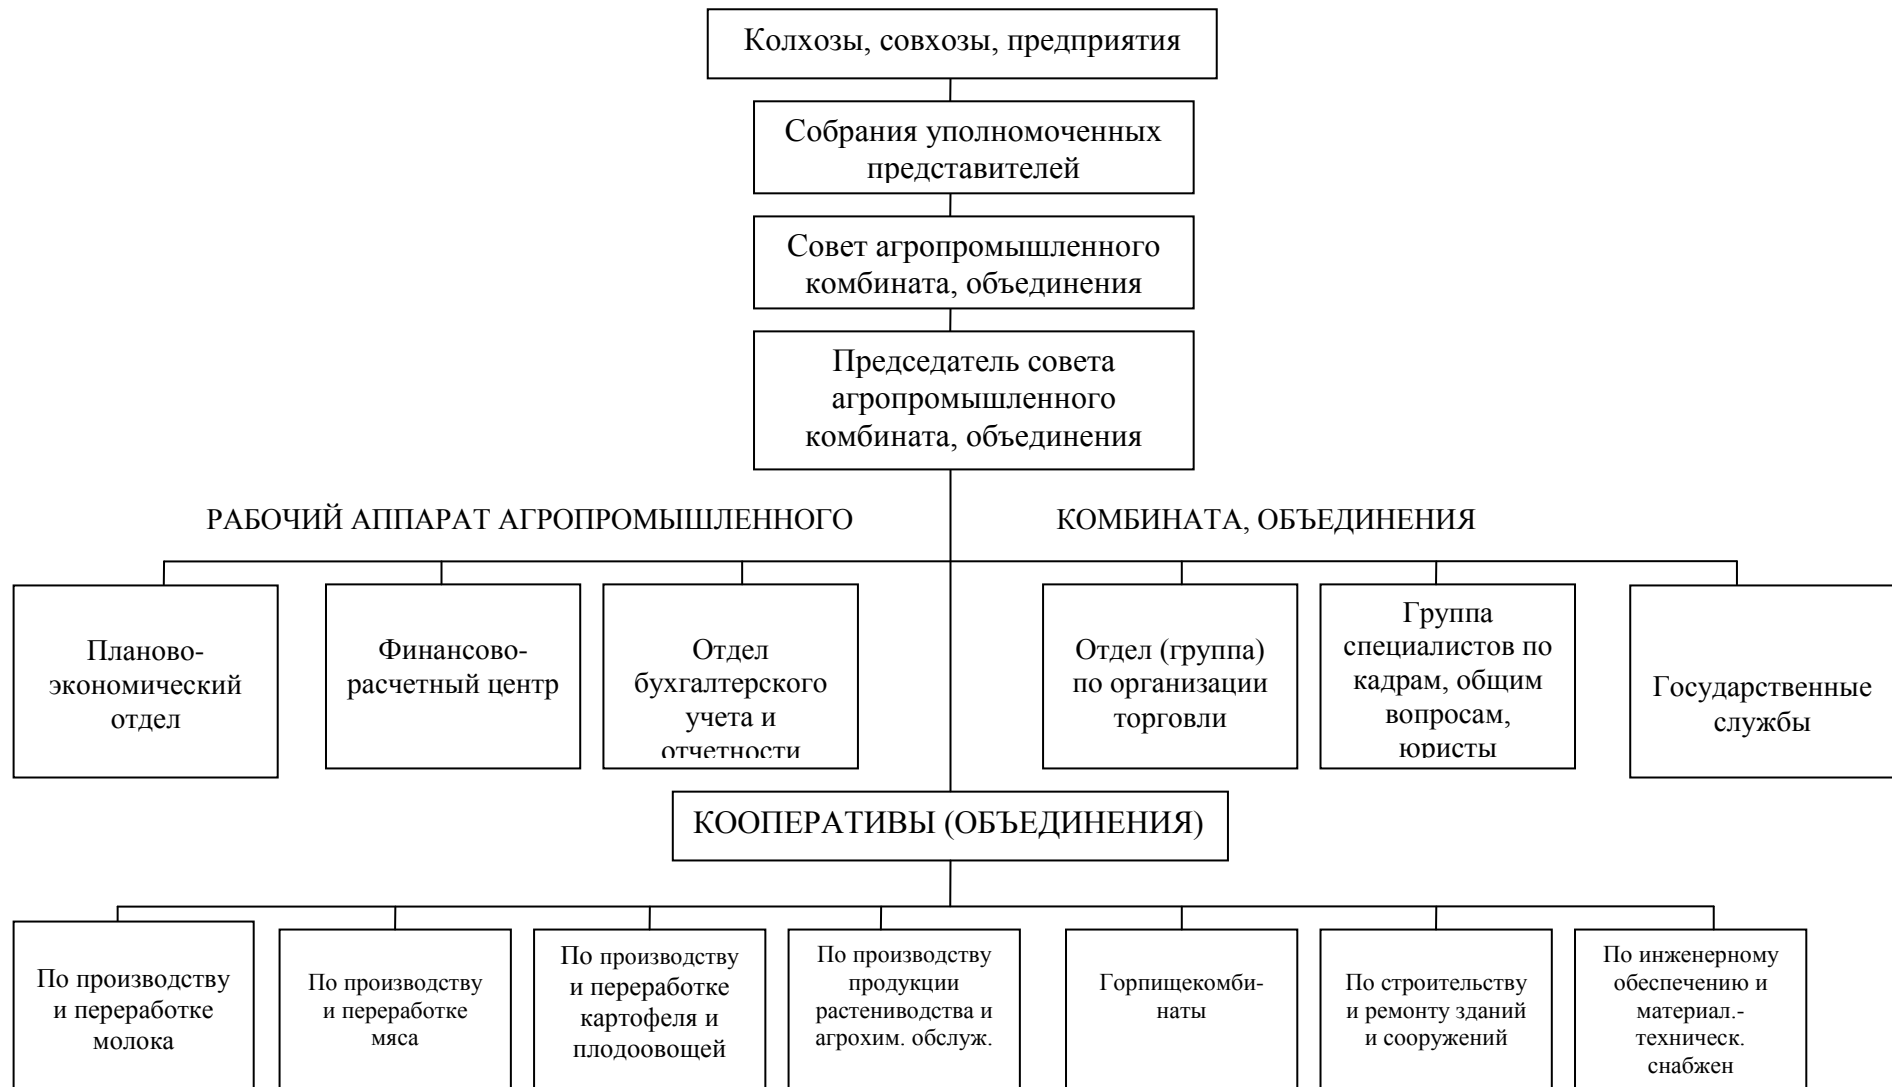 Колхозы, совхозы, предприятия
Собрания уполномоченных
представителей
Совет агропромышленного
комбината, объединения
Председатель совета
агропромышленного
комбината, объединения
РАБОЧИЙ АППАРАТ АГРОПРОМЫШЛЕННОГО КОМБИНАТА, ОБЪЕДИНЕНИЯ
Планово-
экономический
отдел
Финансово-
расчетный центр
Отдел
бухгалтерского
учета и
отчетности
Отдел (группа)
по организации
торговли
Группа
специалистов по
кадрам, общим
вопросам,
юристы
Государственные
службы
КООПЕРАТИВЫ (ОБЪЕДИНЕНИЯ)
По производству
и переработке
молока
По производству
и переработке
мяса
По производству
и переработке
картофеля и
плодоовощей
По производству
продукции
растениводства и
агрохим. обслуж.
Горпищекомби-
наты
По строительству
и ремонту зданий
и сооружений
По инженерному
обеспечению и
материал.-
техническ.
снабжен